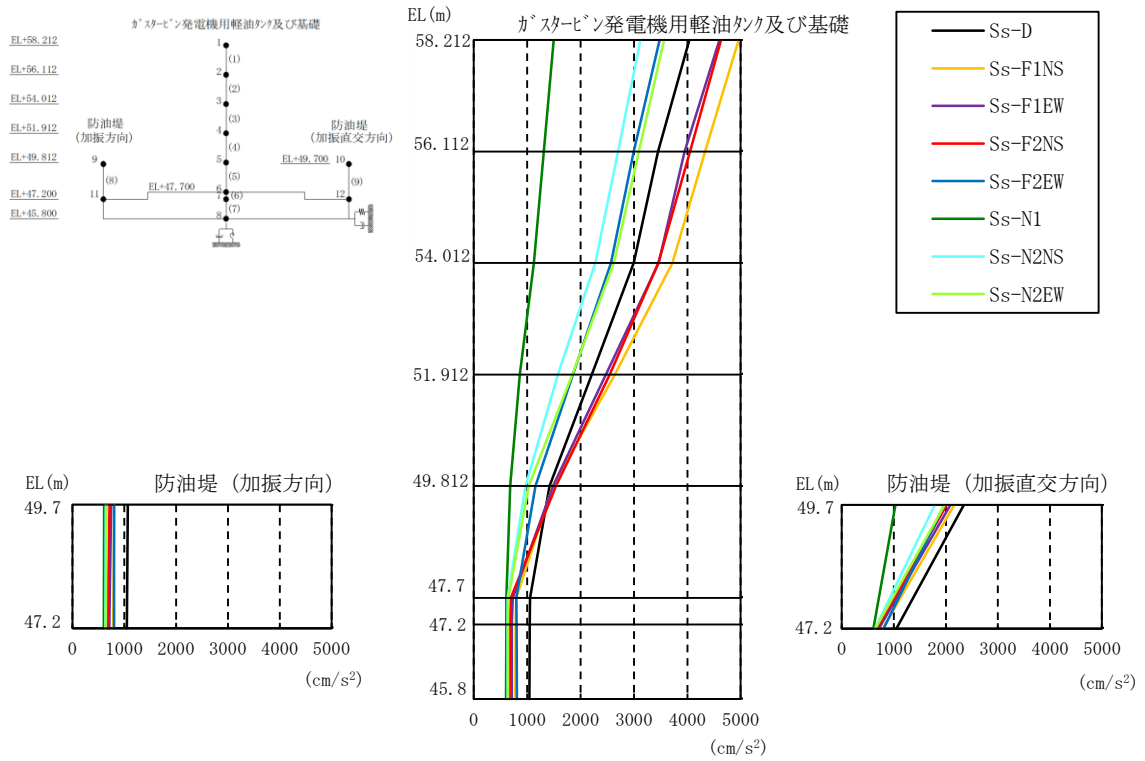 ｶﾞｽﾀｰﾋﾞﾝ発電機用軽油ﾀﾝｸ及び基礎
EL+58.212
EL+56.112
EL+54.012
EL+51.912
EL+49.812
EL+47.200
EL+45.800
1
(1)
2
(2)
3
(3)
4
(4)
5
(5)
6
(6)
7
(7)
8
防油堤
(加振方向)
9
(8)
11
EL+47.700
防油堤
(加振直交方向)
EL+49.700
10
(9)
12
EL(m)
ｶﾞｽﾀｰﾋﾞﾝ発電機用軽油ﾀﾝｸ及び基礎
58.212
56.112
54.012
51.912
49.812
47.7
47.2
45.8
0 1000 2000 3000 4000 5000
(cm/s²)
Ss-D
Ss-F1NS
Ss-F1EW
Ss-F2NS
Ss-F2EW
Ss-N1
Ss-N2NS
Ss-N2EW
EL(m)
防油堤 (加振方向)
49.7
47.2
0 1000 2000 3000 4000 5000
(cm/s²)
EL(m)
防油堤 (加振直交方向)
49.7
47.2
0 1000 2000 3000 4000 5000
(cm/s²)